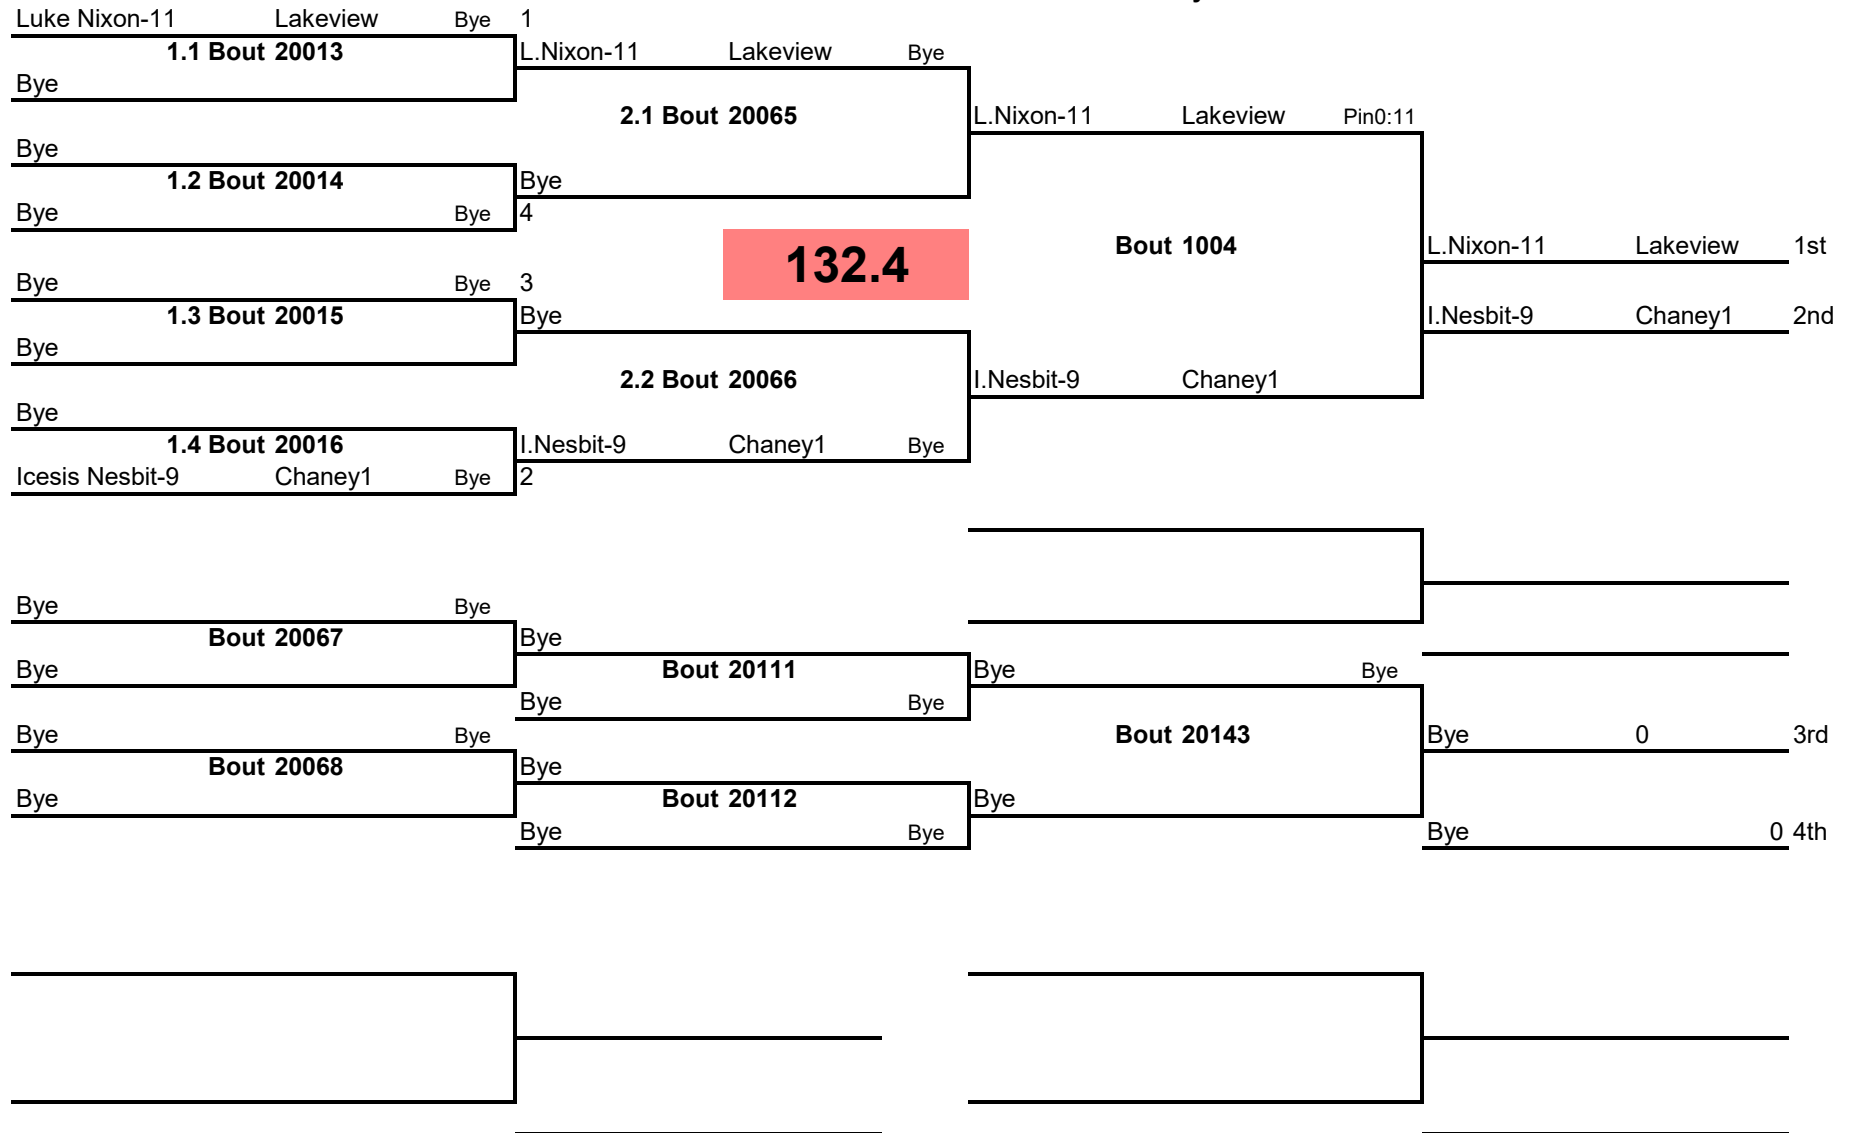 Luke Nixon-11 Lakeview Bye 1
1.1 Bout 20013 L.Nixon-11 Lakeview Bye
Bye
2.1 Bout 20065 L.Nixon-11 Lakeview Pin0:11
Bye
1.2 Bout 20014 Bye
Bye Bye 4
132.4 Bout 1004 L.Nixon-11 Lakeview 1st
Bye Bye 3
1.3 Bout 20015 Bye I.Nesbit-9 Chaney1 2nd
Bye
2.2 Bout 20066 I.Nesbit-9 Chaney1
Bye
1.4 Bout 20016 I.Nesbit-9 Chaney1 Bye
Icesis Nesbit-9 Chaney1 Bye 2
Bye Bye
Bout 20067 Bye
Bye Bout 20111 Bye Bye
Bye Bye
Bye Bye Bout 20143 Bye 0 3rd
Bout 20068 Bye
Bye Bout 20112 Bye
Bye Bye Bye 0 4th